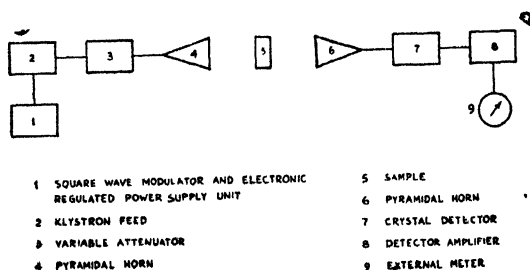 2
3
4
5
6
7
8
9
1
1 SQUARE WAVE MODULATOR AND ELECTRONIC
REGULATED POWER SUPPLY UNIT
2 KLYSTRON FEED
3 VARIABLE ATTENUATOR
4 PYRAMIDAL HORN
5 SAMPLE
6 PYRAMIDAL HORN
7 CRYSTAL DETECTOR
8 DETECTOR AMPLIFIER
9 EXTERNAL METER